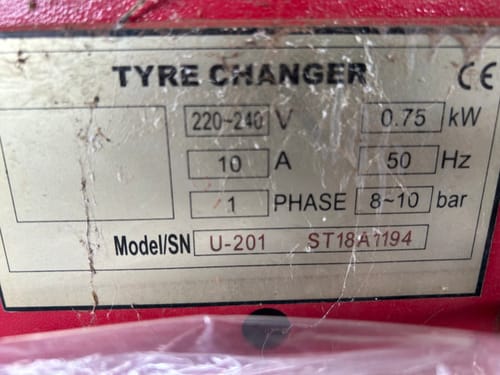 TYRE CHANGER CE
220~240 V 0.75 kW
10 A 50 Hz
1 PHASE 8~10 bar
Model/SN U-201 ST18A1194